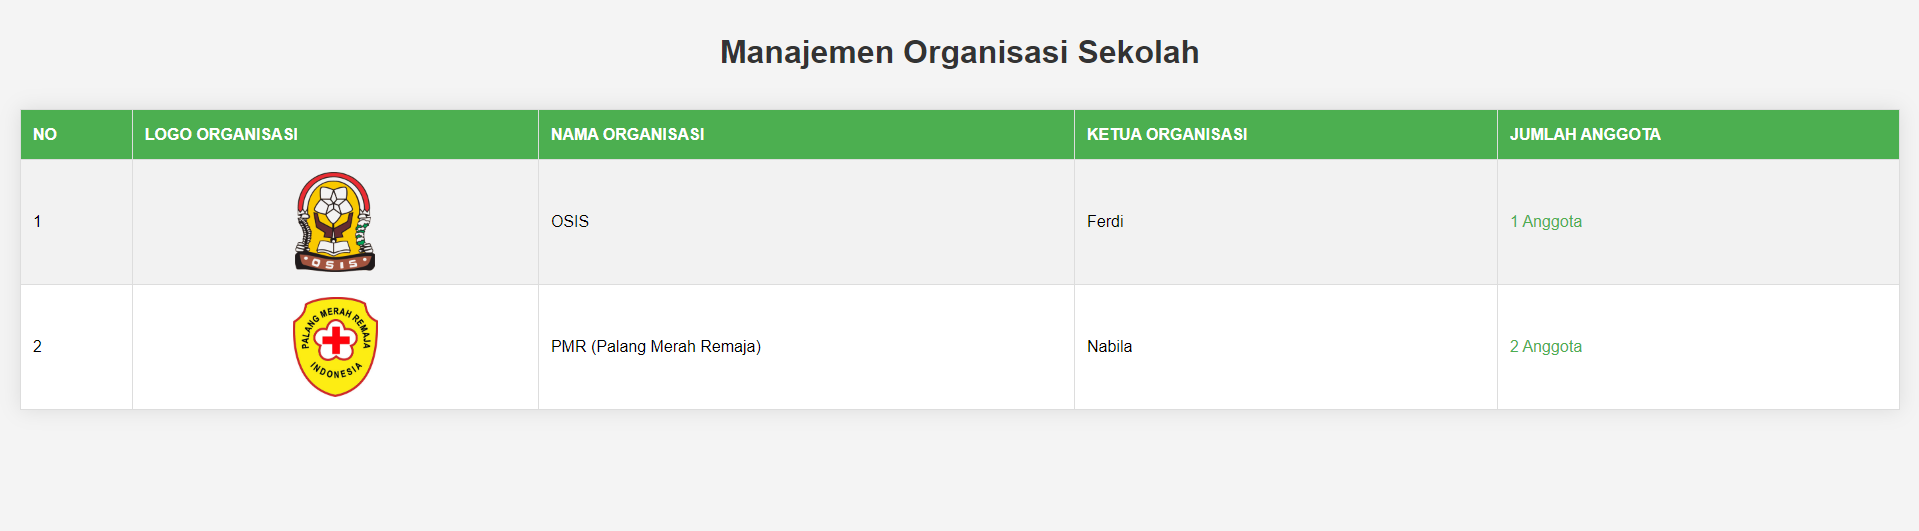 Manajemen Organisasi Sekolah
NO LOGO ORGANISASI NAMA ORGANISASI KETUA ORGANISASI JUMLAH ANGGOTA
1 OSIS OSIS Ferdi 1 Anggota
PALANG MERAH REMAJA
2 PMR (Palang Merah Remaja) Nabila 2 Anggota
INDONESIA